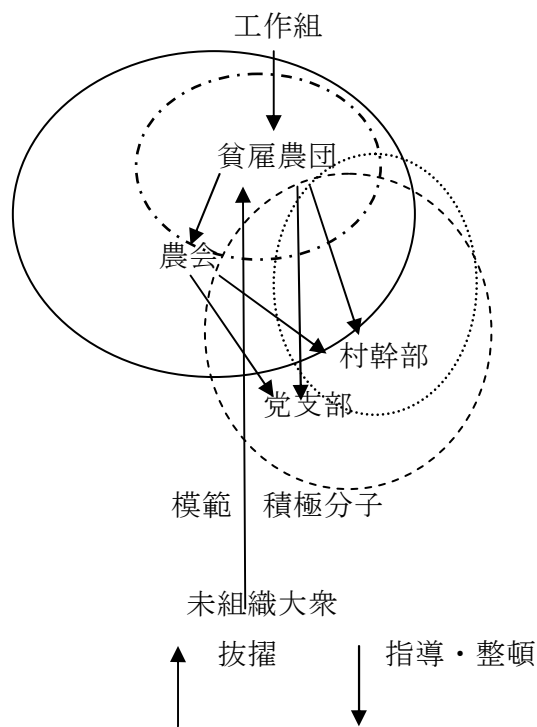 工作組
貧雇農団
農会
村幹部
党支部
模範 積極分子
未組織大衆
抜擢 指導・整頓